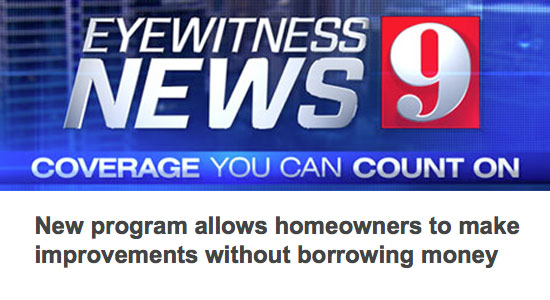 EYEWITNESS
NEWS 9
COVERAGE YOU CAN COUNT ON
New program allows homeowners to make
improvements without borrowing money